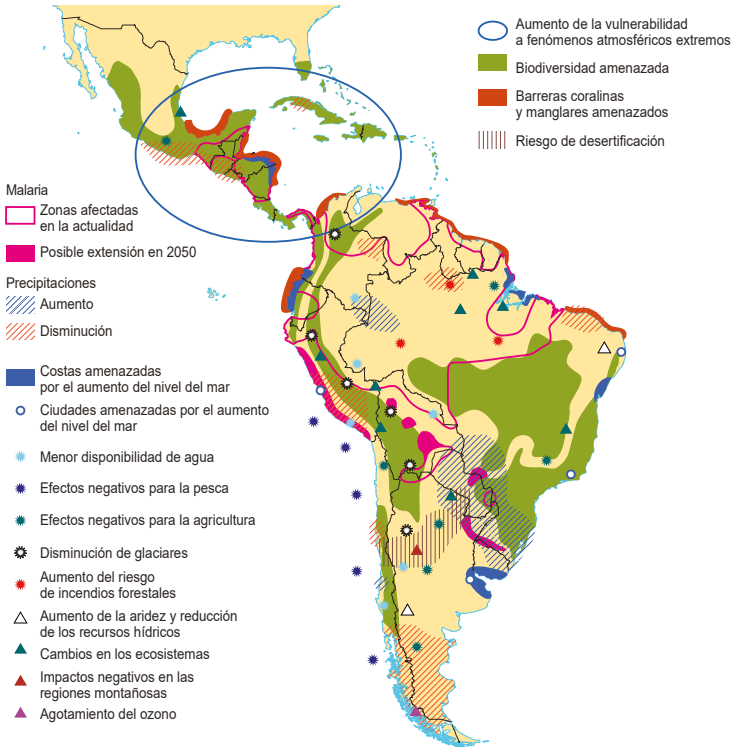 Aumento de la vulnerabilidad
a fenómenos atmosféricos extremos
Biodiversidad amenazada
Barreras coralinas
y manglares amenazados
Riesgo de desertificación
Malaria
Zonas afectadas
en la actualidad
Posible extensión en 2050
Precipitaciones
Aumento
Disminución
Costas amenazadas
por el aumento del nivel del mar
Ciudades amenazadas por el aumento
del nivel del mar
Menor disponibilidad de agua
Efectos negativos para la pesca
Efectos negativos para la agricultura
Disminución de glaciares
Aumento del riesgo
de incendios forestales
Aumento de la aridez y reducción
de los recursos hídricos
Cambios en los ecosistemas
Impactos negativos en las
regiones montañosas
Agotamiento del ozono